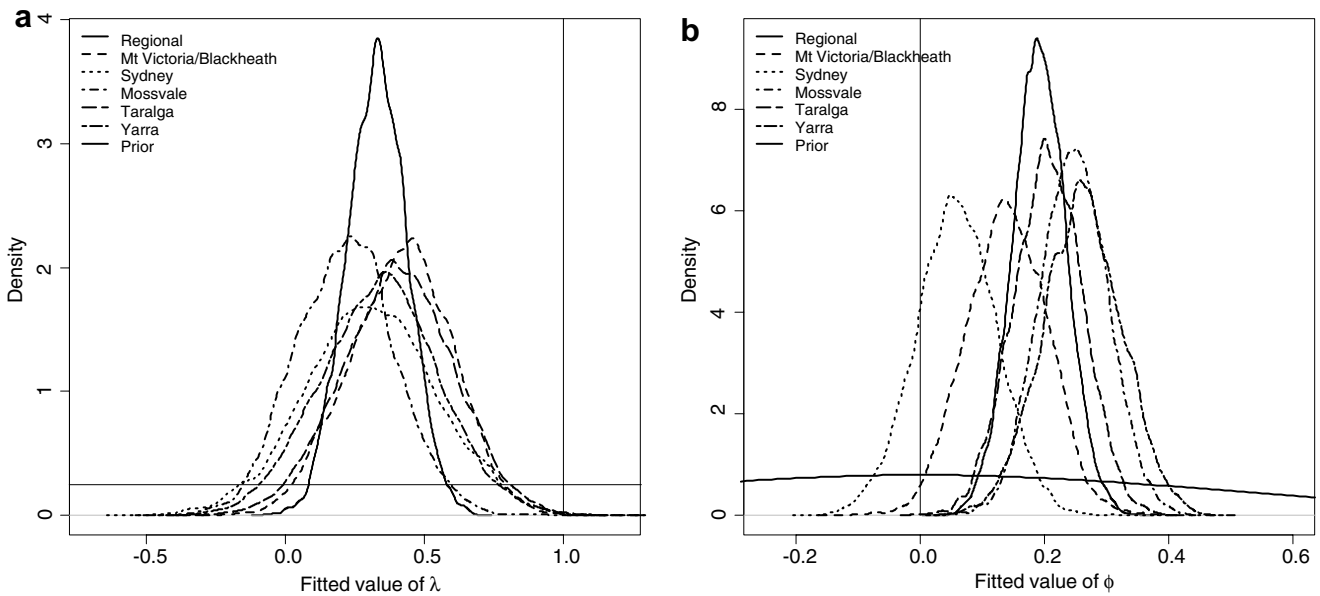 a
4
3
2
1
0
Density
Regional
Mt Victoria/Blackheath
Sydney
Mossvale
Taralga
Yarra
Prior
-0.5
0.0
0.5
1.0
Fitted value of λ
b
8
6
4
2
0
Density
Regional
Mt Victoria/Blackheath
Sydney
Mossvale
Taralga
Yarra
Prior
-0.2
0.0
0.2
0.4
0.6
Fitted value of ϕ